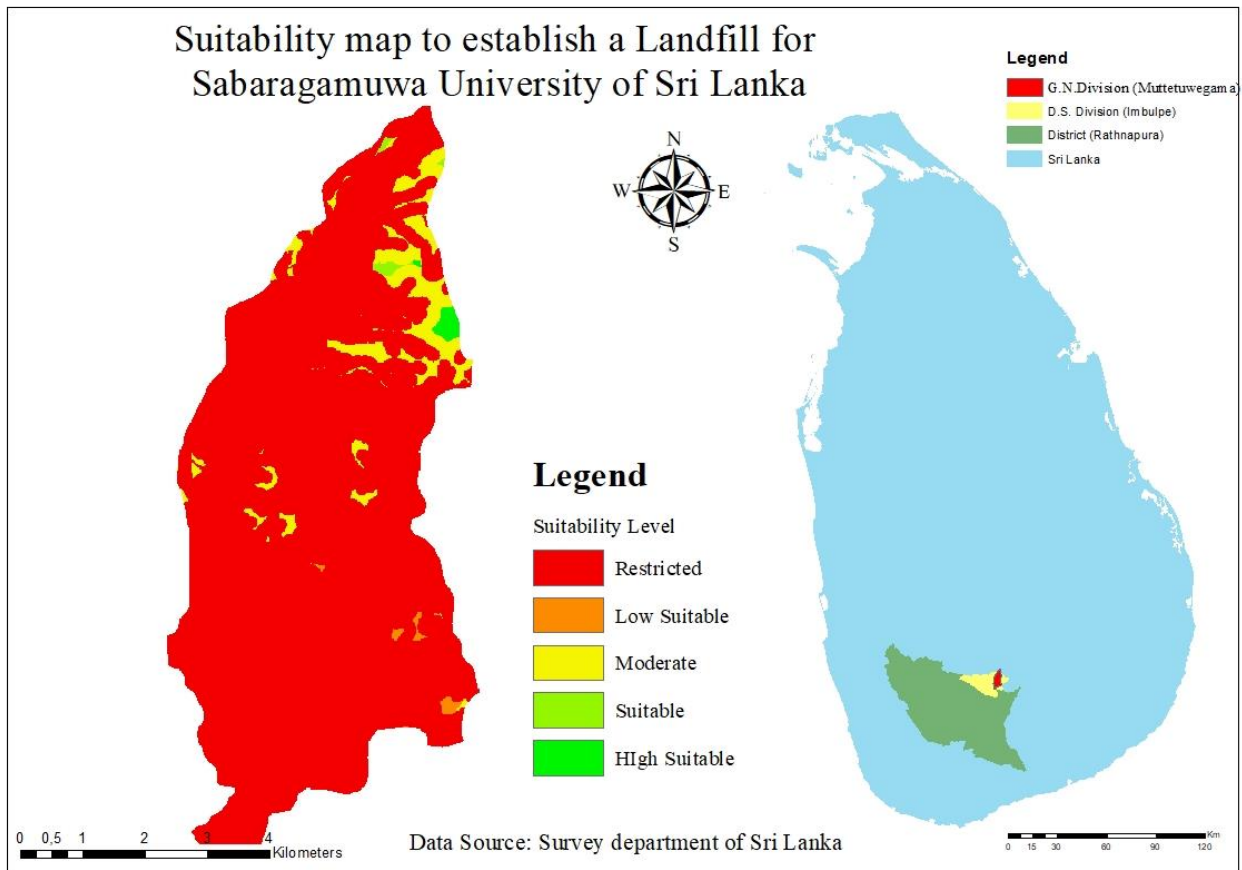 Suitability map to establish a Landfill for
Sabaragamuwa University of Sri Lanka
Legend
G.N.Division (Muttetuwegama)
D.S. Division (Imbulpe)
District (Rathnapura)
Sri Lanka
N
W E
S
Legend
Suitability Level
Restricted
Low Suitable
Moderate
Suitable
HIgh Suitable
0 0,5 1 2 3 4
Kilometers
Data Source: Survey department of Sri Lanka
Km
0 15 30 60 90 120